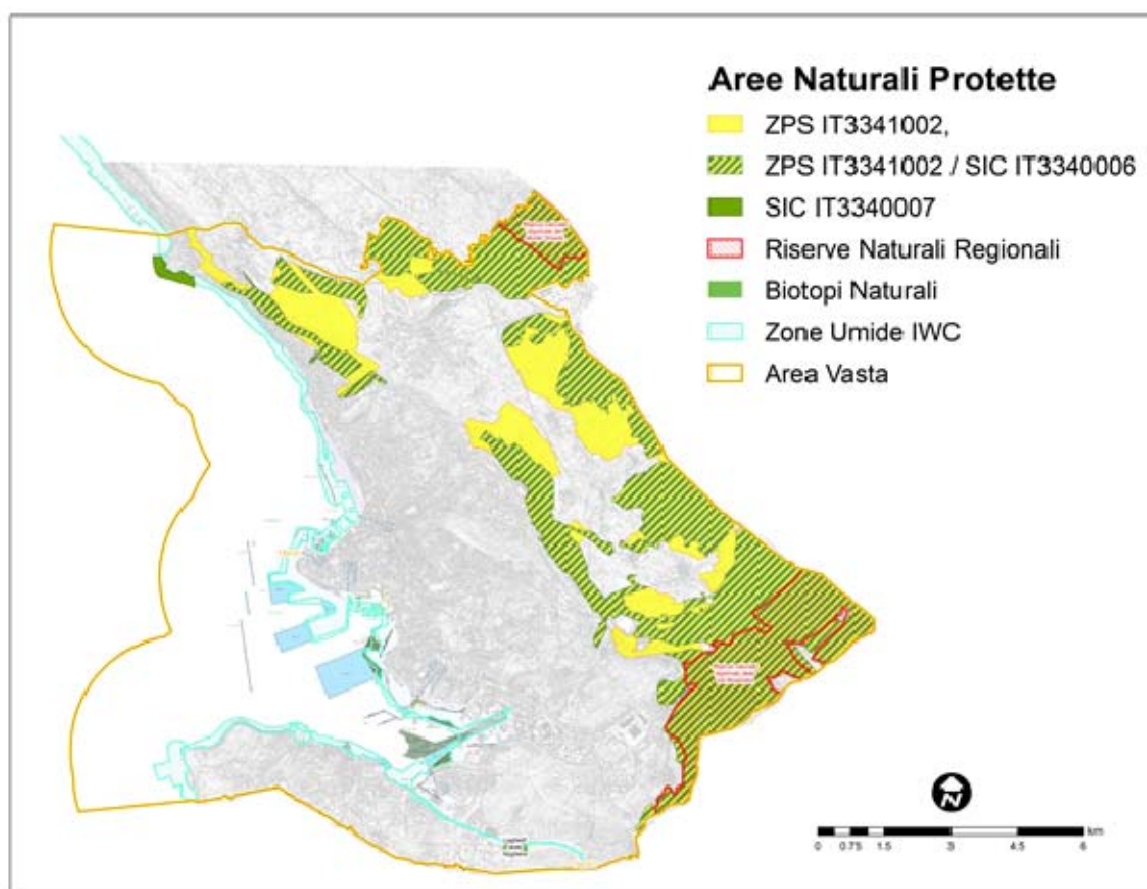 Aree Naturali Protette
ZPS IT3341002,
ZPS IT3341002 / SIC IT3340006
SIC IT3340007
Riserve Naturali Regionali
Biotopi Naturali
Zone Umide IWC
Area Vasta
N
km
0 0.75 1.5 3 4.5 6